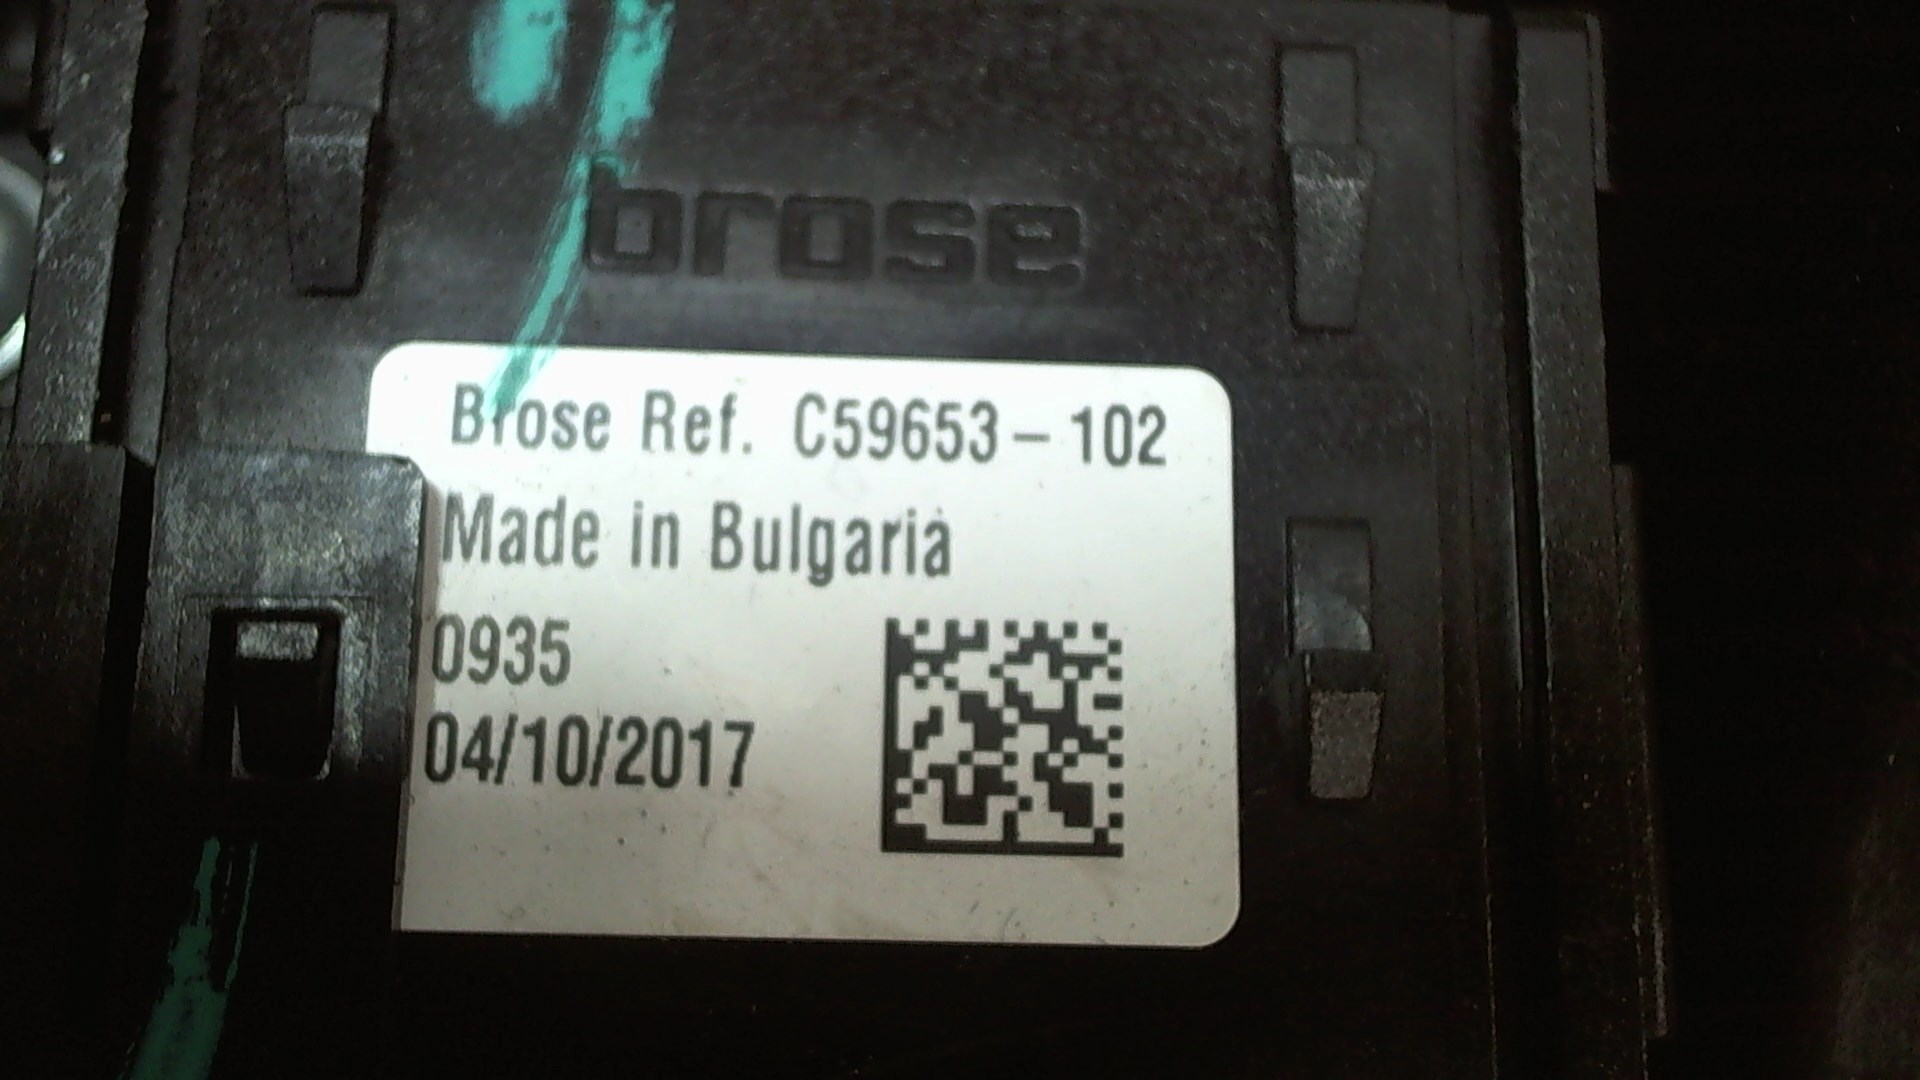 brose
Brose Ref. C59653-102
Made in Bulgaria
0935
04/10/2017